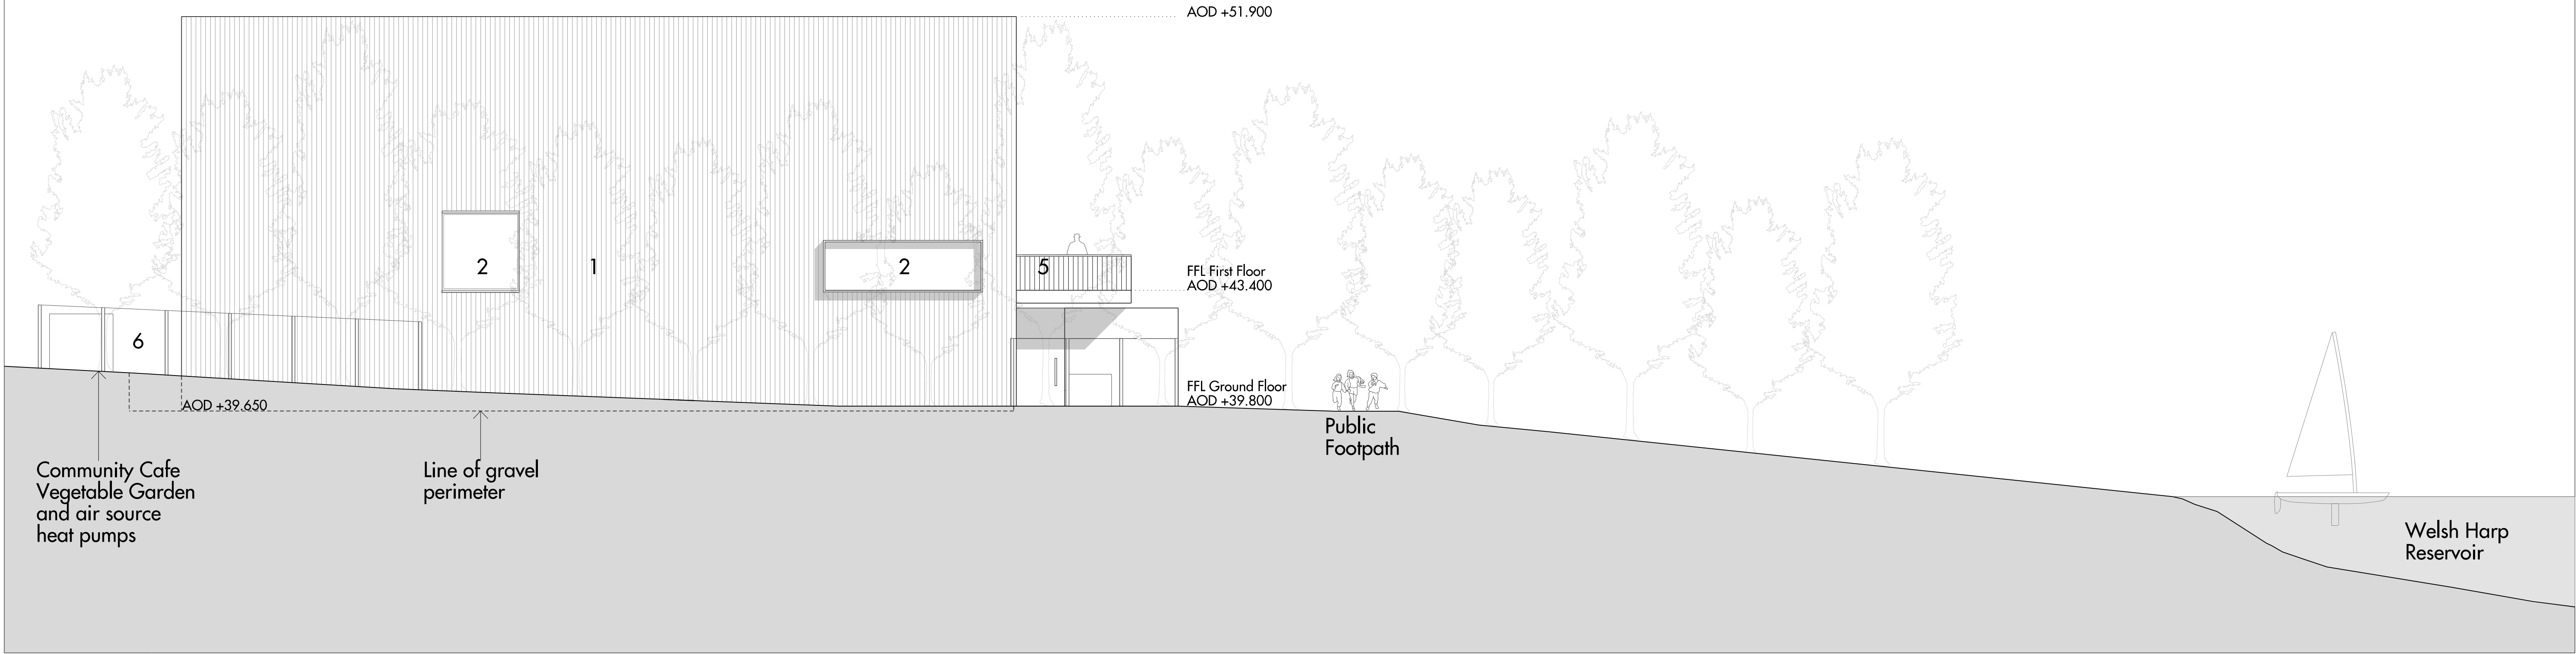 AOD +51.900
2
1
2
5
FFL First Floor
AOD +43.400
6
FFL Ground Floor
AOD +39.800
AOD +39.650
Public
Footpath
Community Cafe
Vegetable Garden
and air source
heat pumps
Line of gravel
perimeter
Welsh Harp
Reservoir